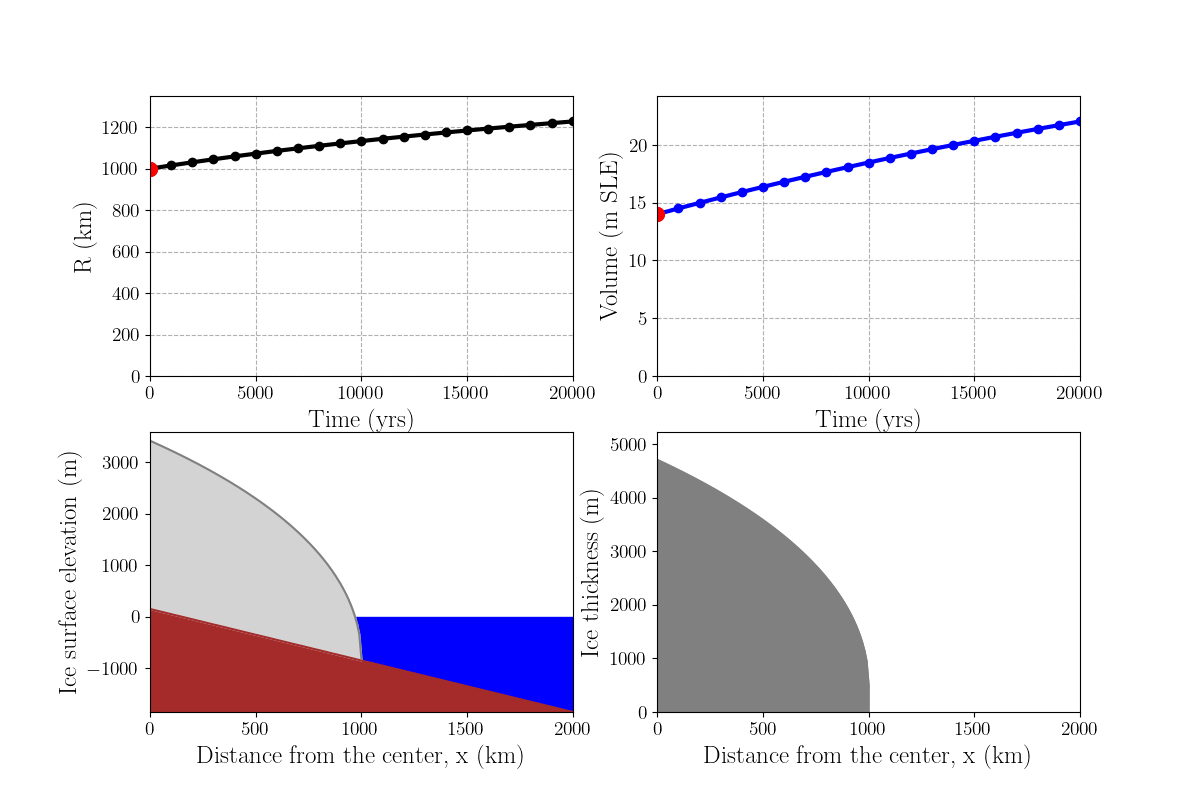 R (km)
1200
1000
800
600
400
200
0
0 5000 10000 15000 20000
Time (yrs)
Volume (m SLE)
20
15
10
5
0
0 5000 10000 15000 20000
Time (yrs)
Ice surface elevation (m)
3000
2000
1000
0
−1000
0 500 1000 1500 2000
Distance from the center, x (km)
Ice thickness (m)
5000
4000
3000
2000
1000
0
0 500 1000 1500 2000
Distance from the center, x (km)